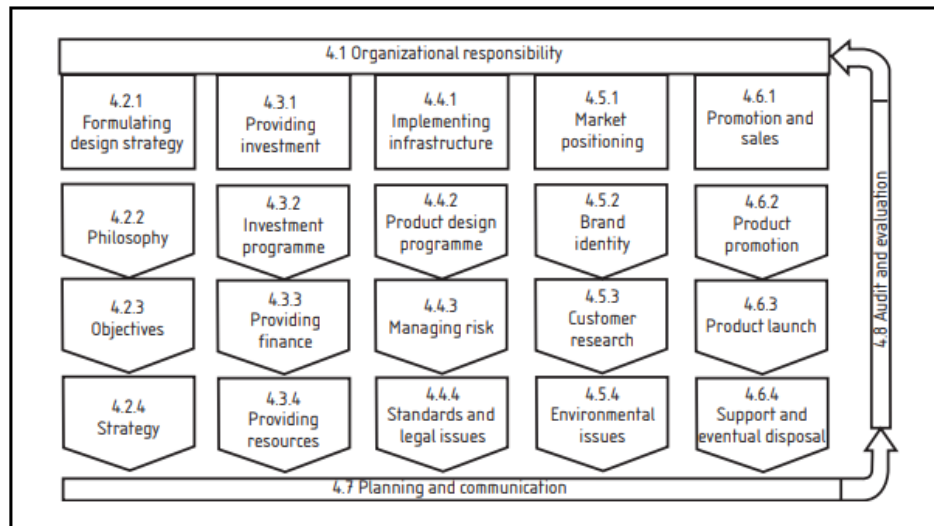 4.1 Organizational responsibility
4.2.1
Formulating
design strategy
4.3.1
Providing
investment
4.4.1
Implementing
infrastructure
4.5.1
Market
positioning
4.6.1
Promotion and
sales
4.2.2
Philosophy
4.3.2
Investment
programme
4.4.2
Product design
programme
4.5.2
Brand
identity
4.6.2
Product
promotion
4.2.3
Objectives
4.3.3
Providing
finance
4.4.3
Managing risk
4.5.3
Customer
research
4.6.3
Product launch
4.2.4
Strategy
4.3.4
Providing
resources
4.4.4
Standards and
legal issues
4.5.4
Environmental
issues
4.6.4
Support and
eventual disposal
4.7 Planning and communication
4.8 Audit and evaluation